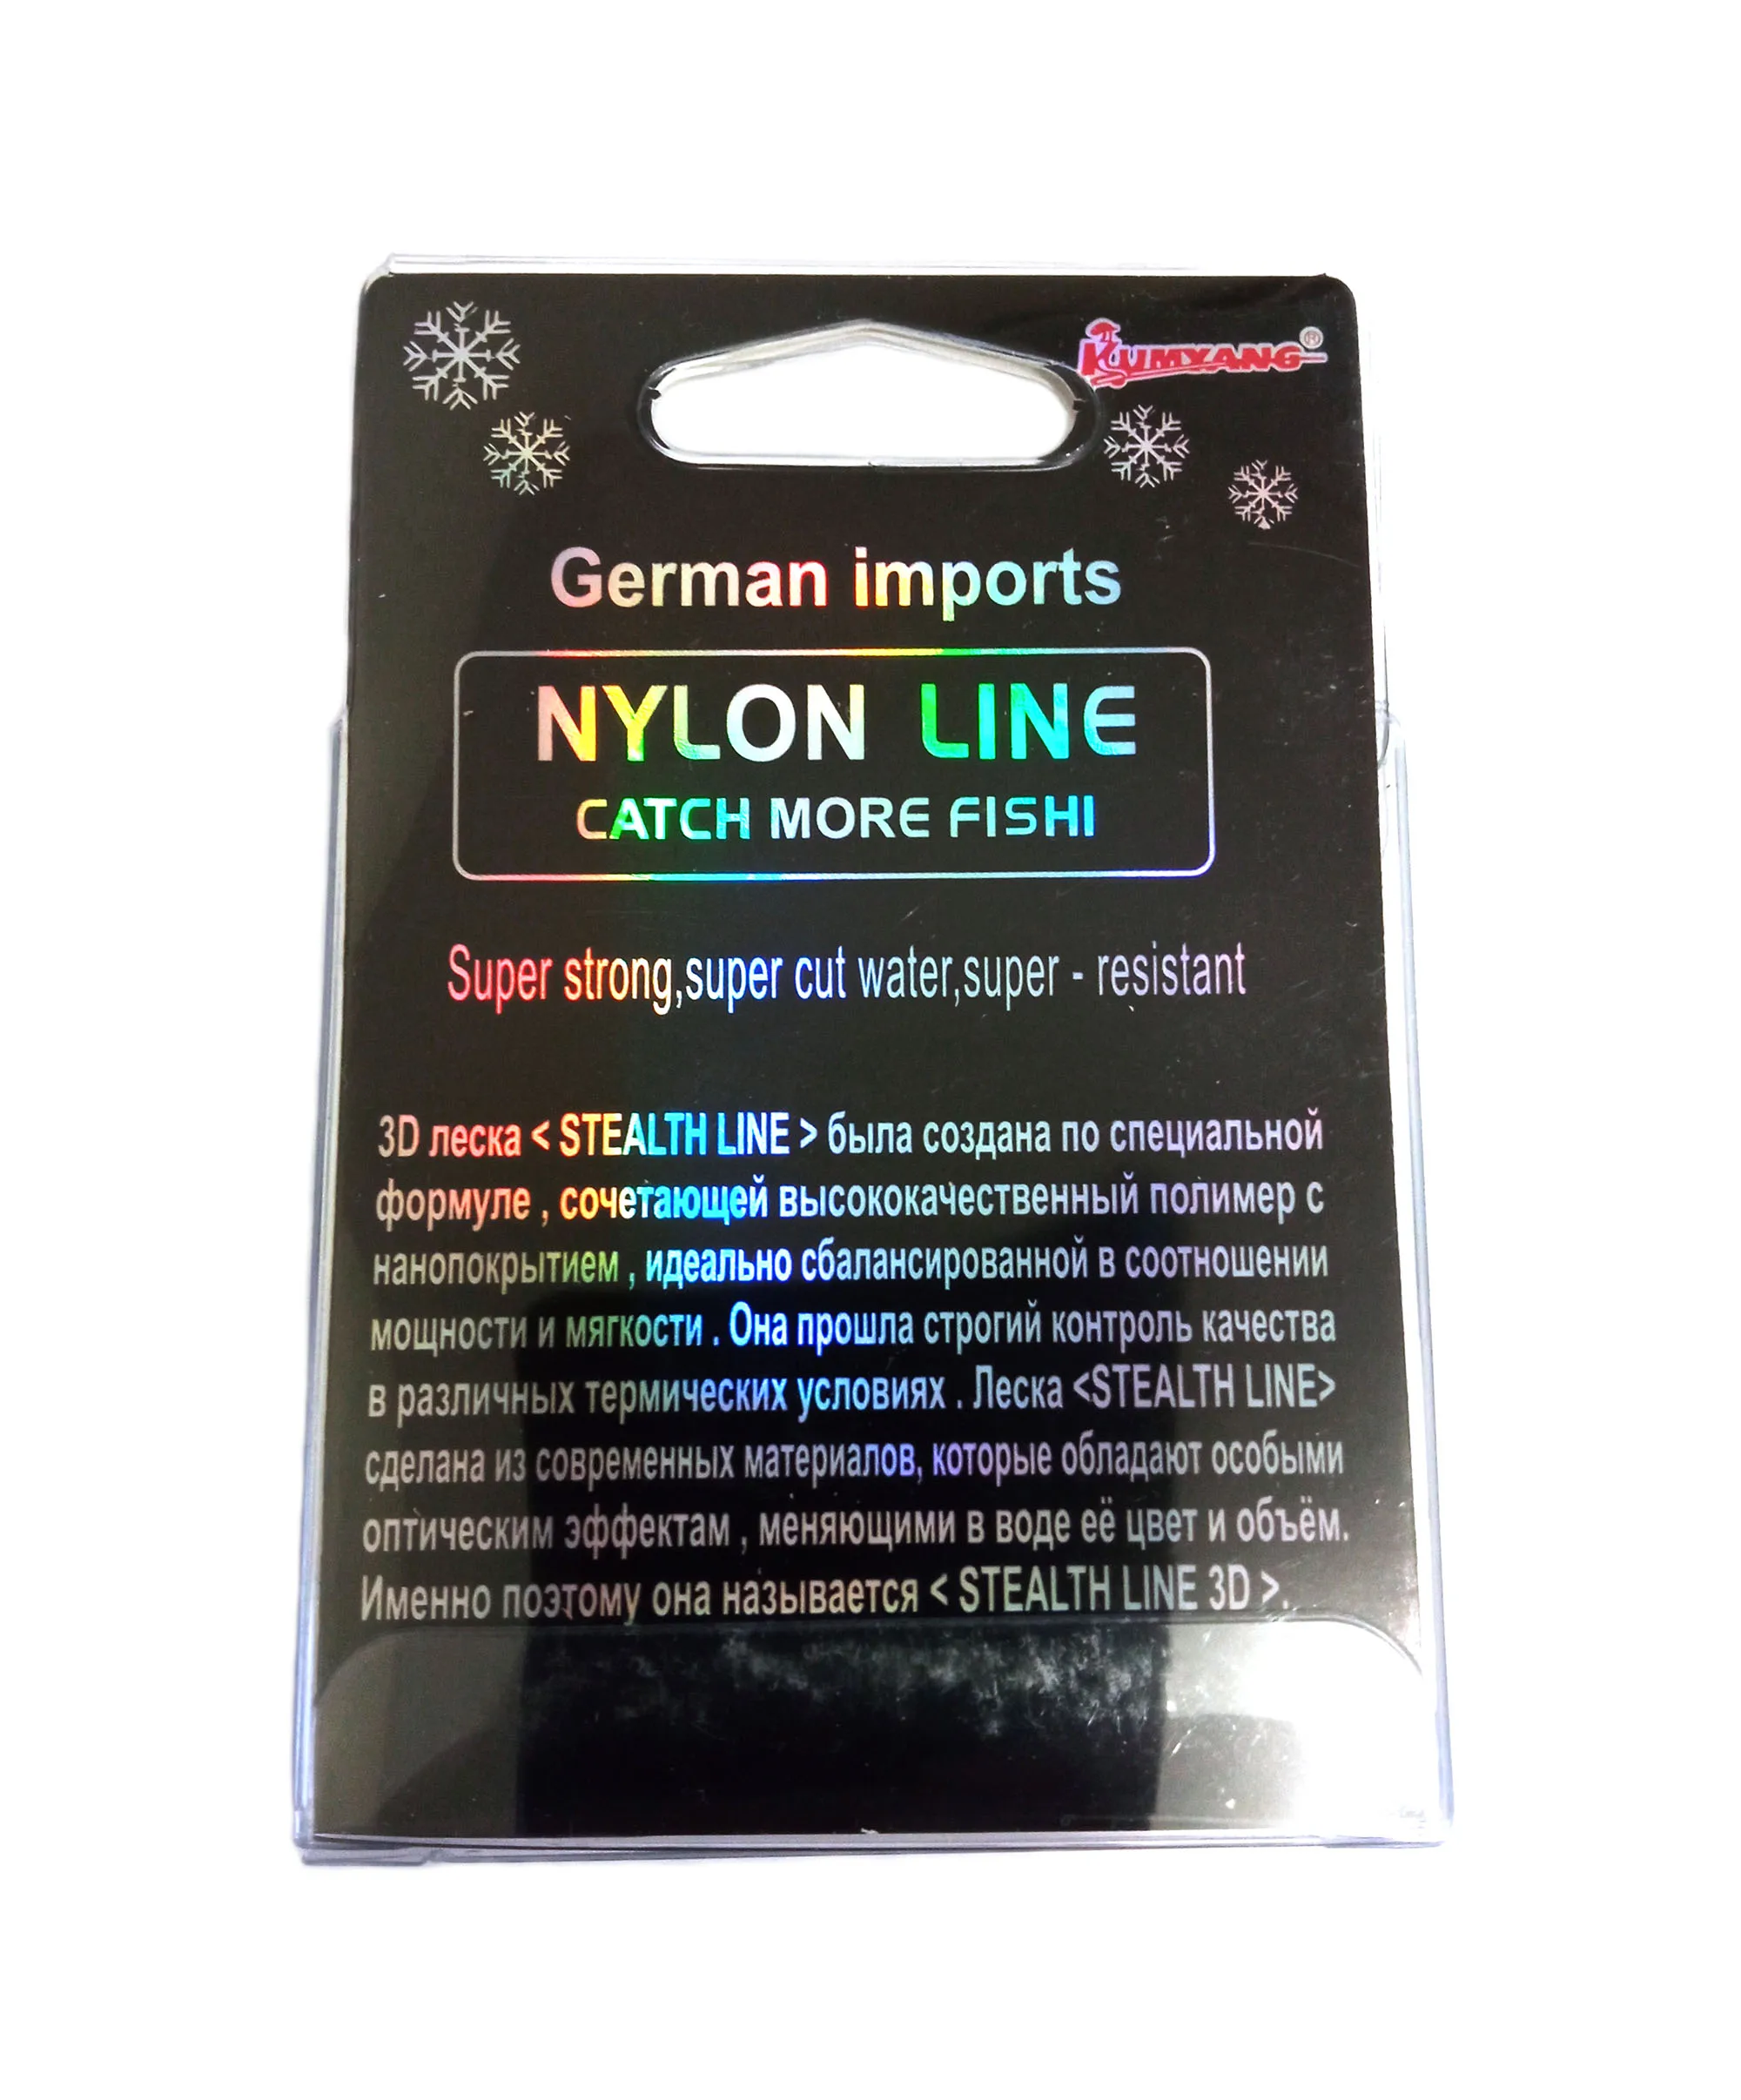 KUMYANG®
German imports
NYLON LINE
CATCH MORE FISHI
Super strong,super cut water,super - resistant
3D леска < STEALTH LINE > была создана по специальной
формуле , сочетающей высококачественный полимер с
нанопокрытием , идеально сбалансированной в соотношении
мощности и мягкости . Она прошла строгий контроль качества
в различных термических условиях . Леска <STEALTH LINE>
сделана из современных материалов, которые обладают особыми
оптическим эффектам , меняющими в воде её цвет и объём.
Именно поэтому она называется < STEALTH LINE 3D >.